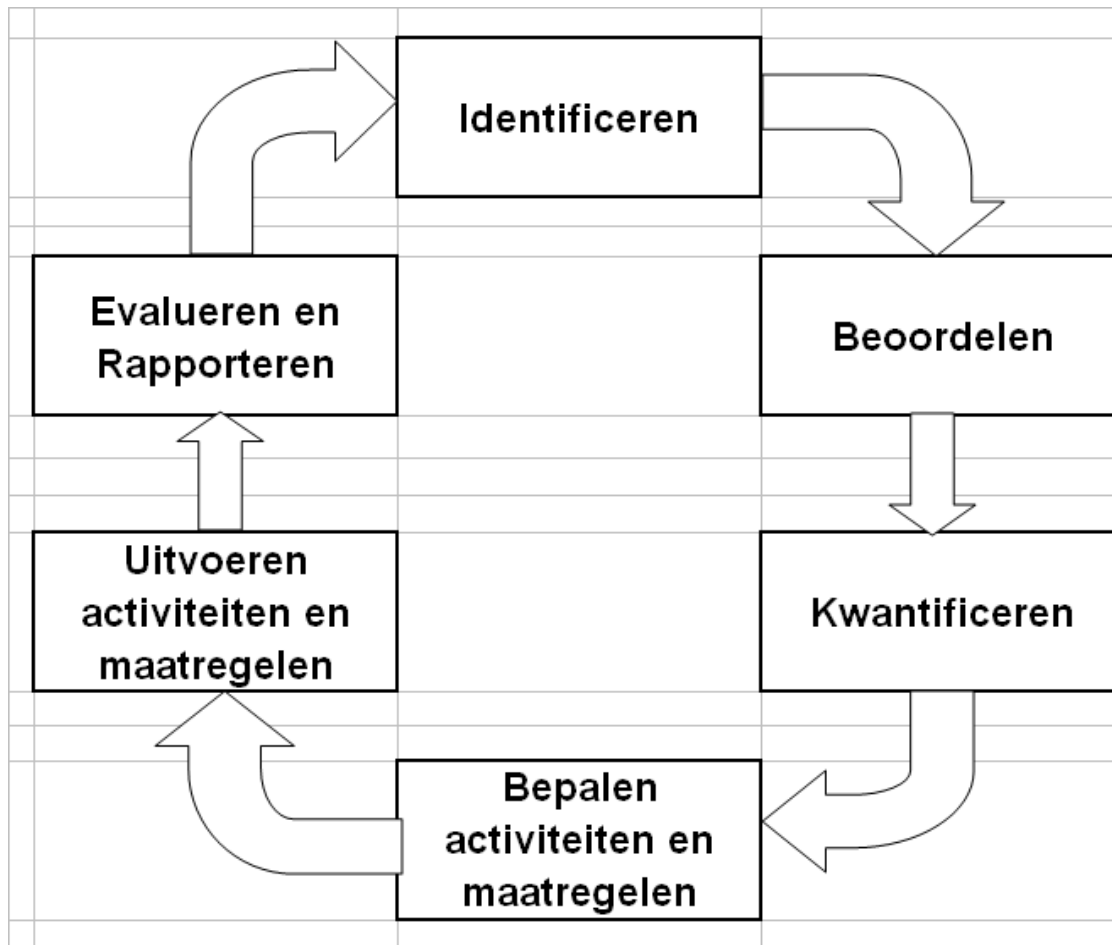 Identificeren
Beoordelen
Kwantificeren
Bepalen
activiteiten en
maatregelen
Uitvoeren
activiteiten en
maatregelen
Evalueren en
Rapporteren